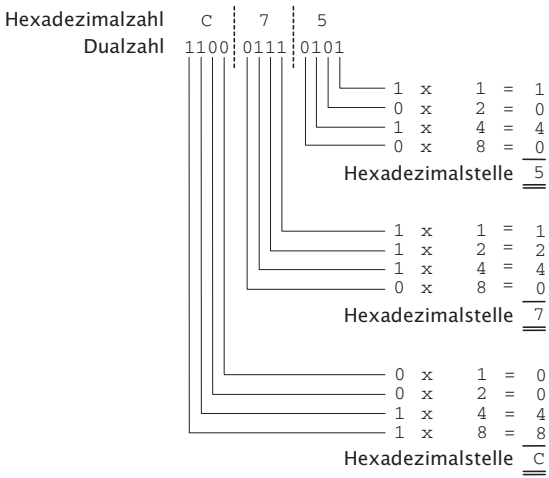 Hexadezimalzahl C 7 5
Dualzahl 1100 0111 0101
1 x 1 = 1
0 x 2 = 0
1 x 4 = 4
0 x 8 = 0
Hexadezimalstelle 5
1 x 1 = 1
1 x 2 = 2
1 x 4 = 4
0 x 8 = 0
Hexadezimalstelle 7
0 x 1 = 0
0 x 2 = 0
1 x 4 = 4
1 x 8 = 8
Hexadezimalstelle C